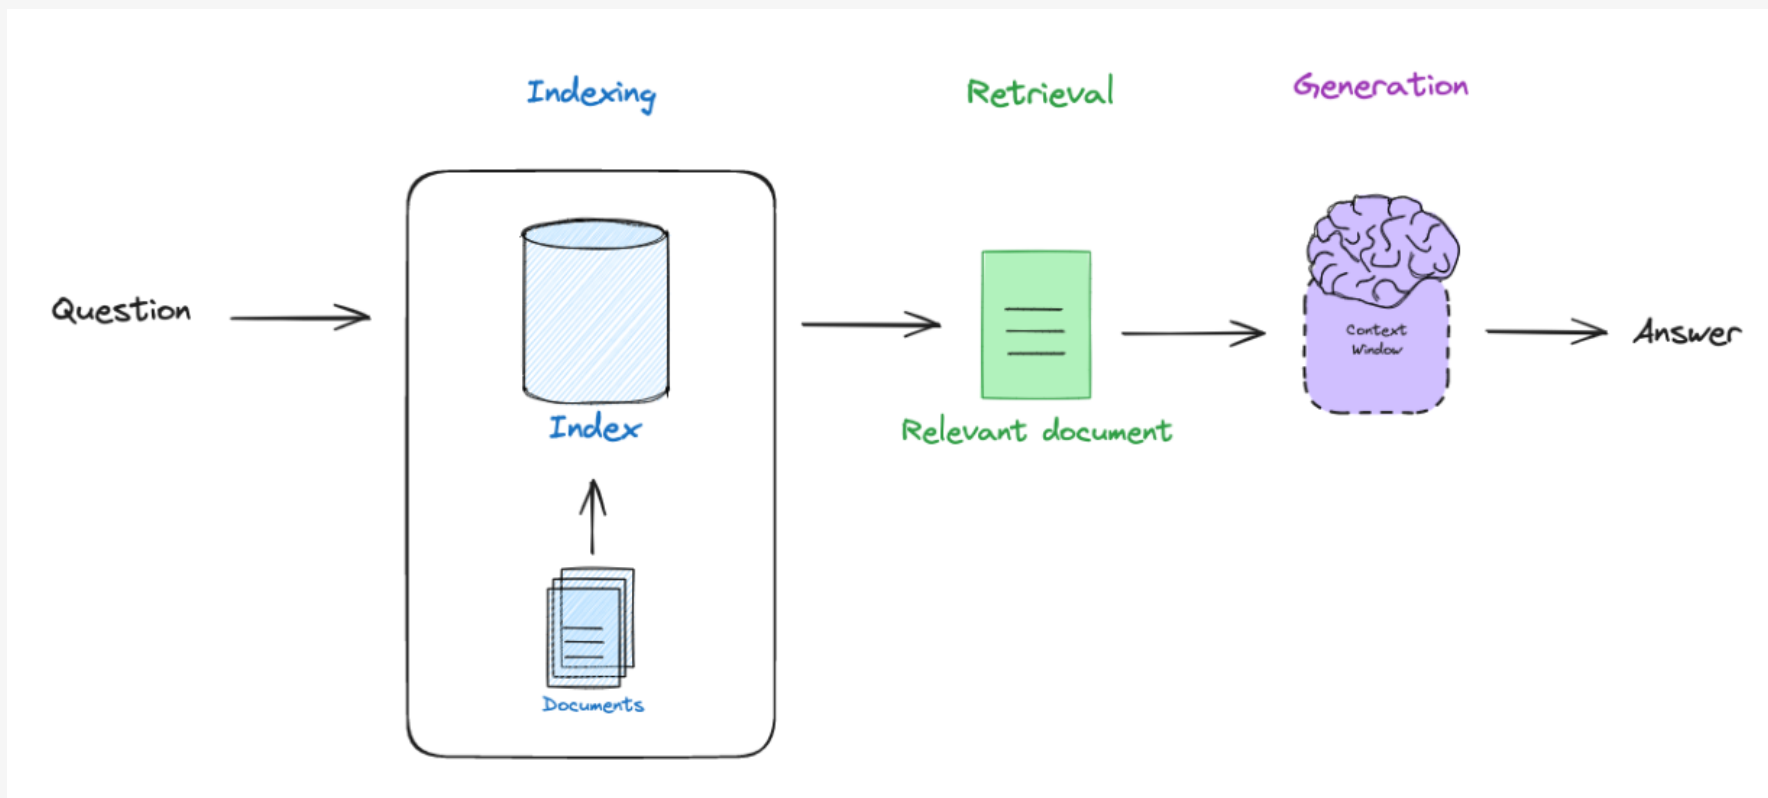 Indexing
Retrieval
Generation
Question
Index
Documents
Relevant document
Context
Window
Answer